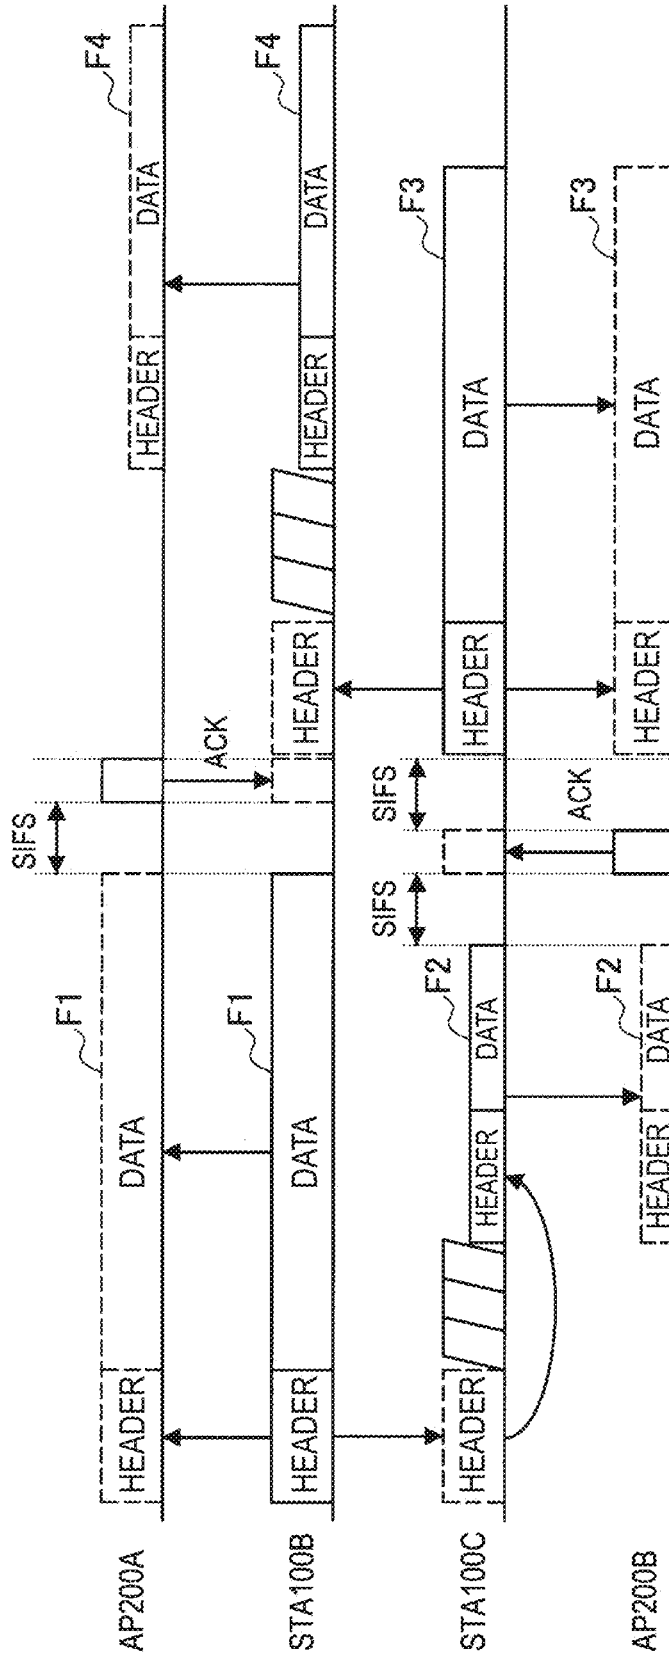 AP200A
HEADER
DATA
F1
SIFS
HEADER
DATA
F4
ACK
STA100B
HEADER
DATA
F1
HEADER
HEADER
DATA
F4
STA100C
HEADER
HEADER
DATA
F2
SIFS
SIFS
HEADER
DATA
F3
ACK
AP200B
HEADER
DATA
F2
HEADER
DATA
F3